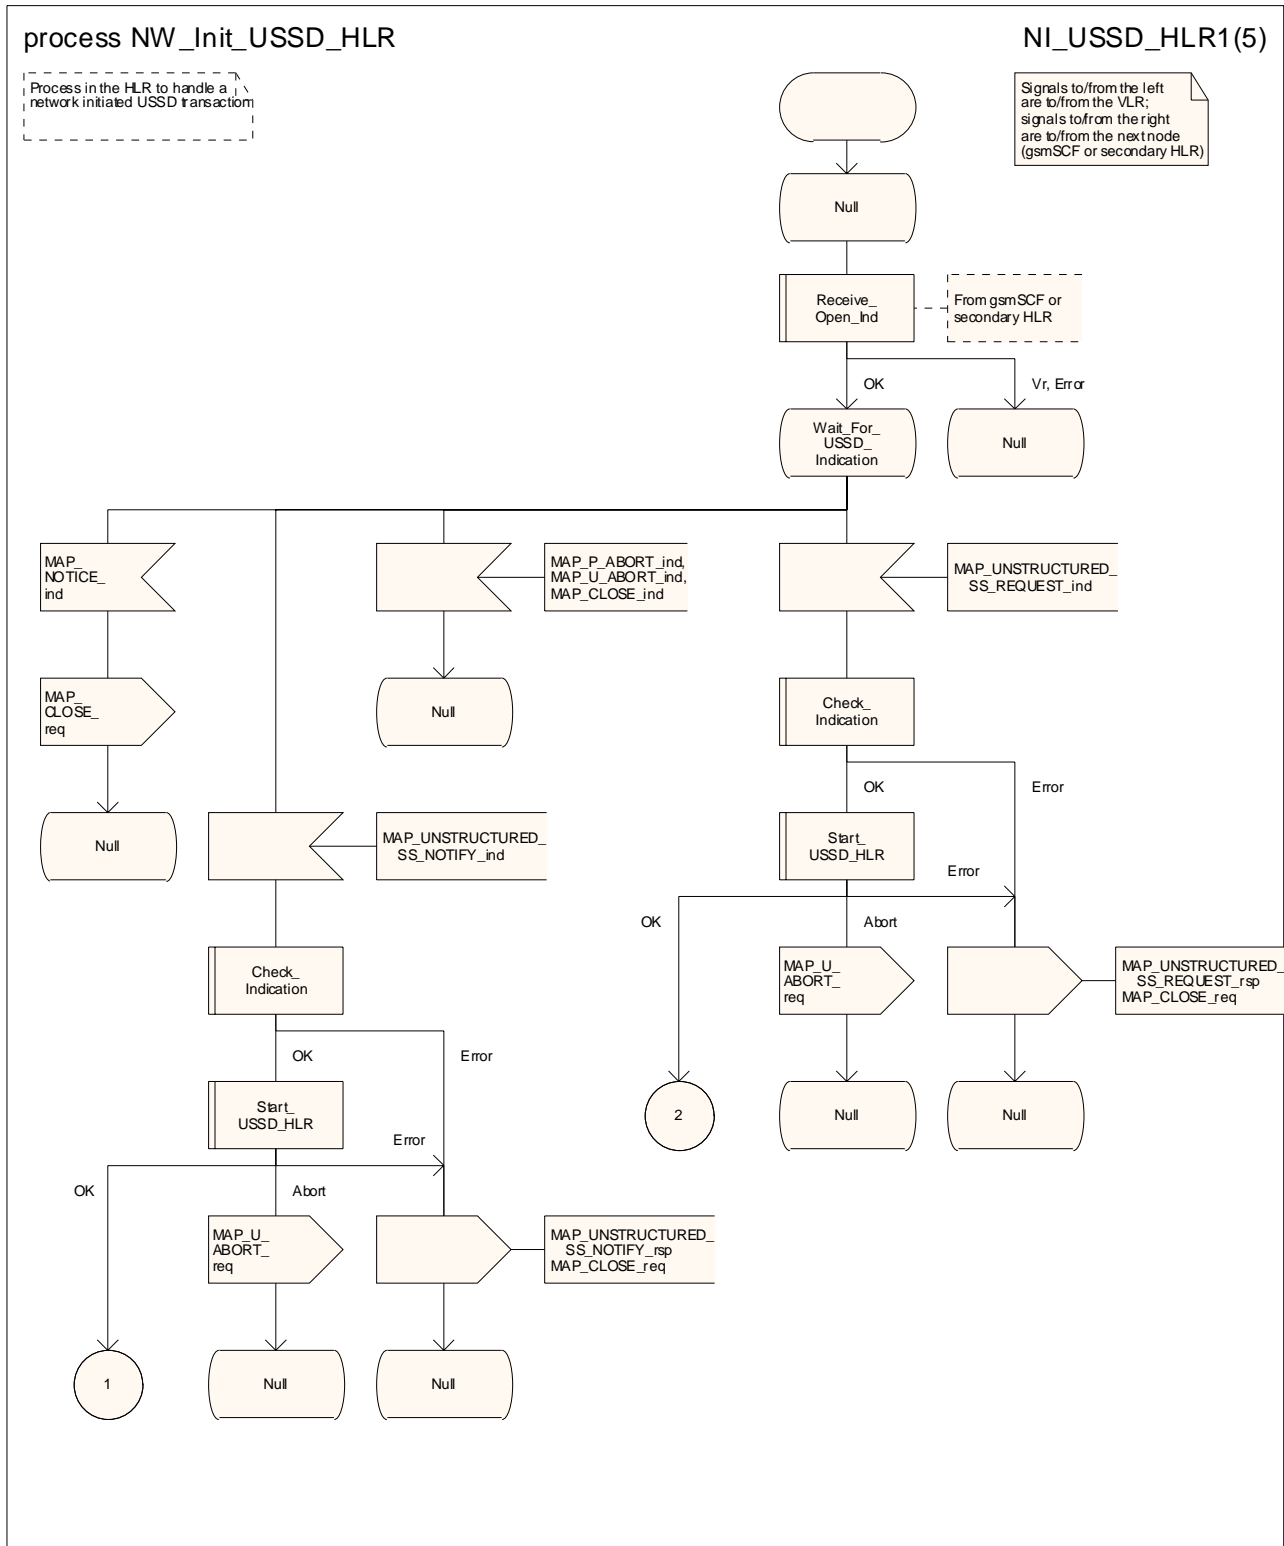 process NW_Init_USSD_HLR
NI_USSD_HLR1(5)
Process in the HLR to handle a
network initiated USSD transaction
Signals to/from the left
are to/from the VLR;
signals to/from the right
are to/from the next node
(gsmSCF or secondary HLR)
Null
Receive_
Open_Ind
From gsmSCF or
secondary HLR
OK
Vr, Error
Wait_For_
USSD_
Indication
Null
MAP_
NOTICE_
ind
MAP_P_ABORT_ind,
MAP_U_ABORT_ind,
MAP_CLOSE_ind
MAP_UNSTRUCTURED_
SS_REQUEST_ind
MAP_
CLOSE_
req
Null
Check_
Indication
OK
Error
Null
MAP_UNSTRUCTURED_
SS_NOTIFY_ind
Start_
USSD_HLR
Error
OK
Abort
Check_
Indication
MAP_U_
ABORT_
req
MAP_UNSTRUCTURED_
SS_REQUEST_rsp
MAP_CLOSE_req
OK
Error
Start_
USSD_HLR
2
Null
Null
Error
OK
Abort
MAP_U_
ABORT_
req
MAP_UNSTRUCTURED_
SS_NOTIFY_rsp
MAP_CLOSE_req
1
Null
Null